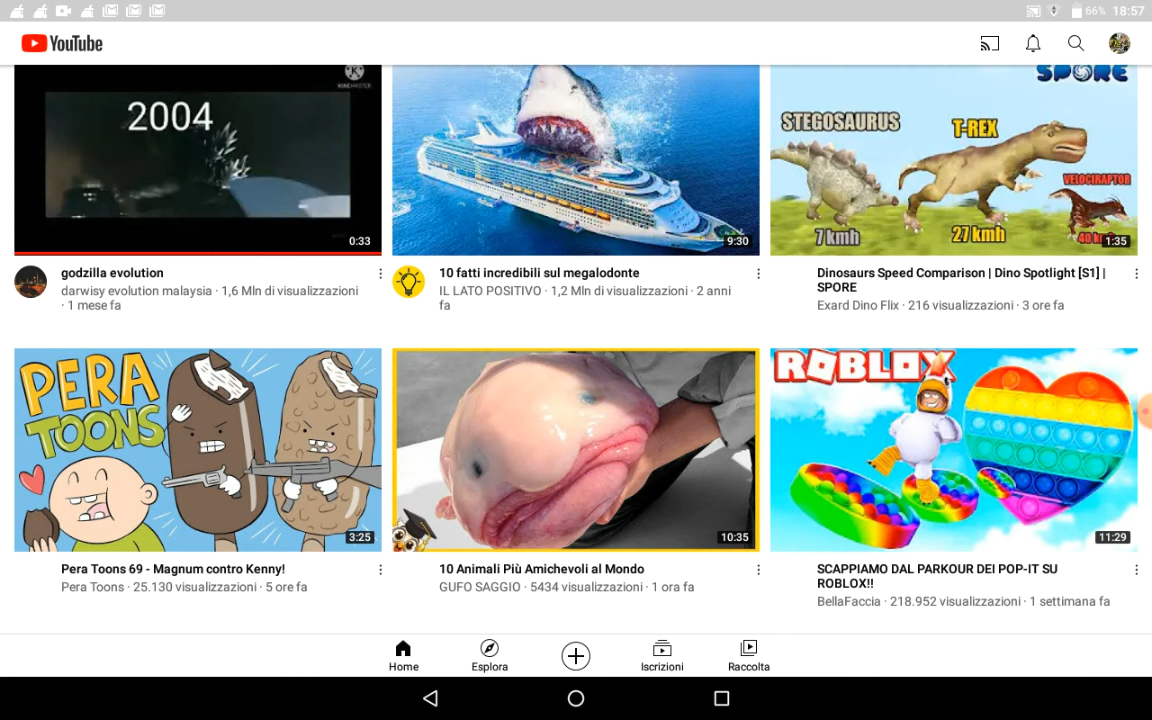 66% 18:57
YouTube
2004
KINEMASTER
0:33
9:30
SPORE
STEGOSAURUS
T-REX
VELOCIRAPTOR
7kmh
27kmh
1:35
godzilla evolution
darwisy evolution malaysia · 1,6 Mln di visualizzazioni
· 1 mese fa
10 fatti incredibili sul megalodonte
IL LATO POSITIVO · 1,2 Mln di visualizzazioni · 2 anni
fa
Dinosaurs Speed Comparison | Dino Spotlight [S1] |
SPORE
Exard Dino Flix · 216 visualizzazioni · 3 ore fa
PERA
TOONS
3:25
10:35
ROBLOX
11:29
Pera Toons 69 - Magnum contro Kenny!
Pera Toons · 25.130 visualizzazioni · 5 ore fa
10 Animali Più Amichevoli al Mondo
GUFO SAGGIO · 5434 visualizzazioni · 1 ora fa
SCAPPIAMO DAL PARKOUR DEI POP-IT SU
ROBLOX!!
BellaFaccia · 218.952 visualizzazioni · 1 settimana fa
Home
Esplora
Iscrizioni
Raccolta